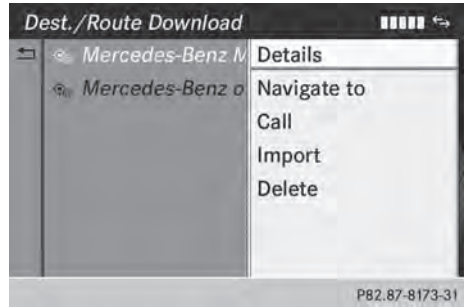 Dest./Route Download
Mercedes-Benz M
Mercedes-Benz o
Details
Navigate to
Call
Import
Delete
P82.87-8173-31